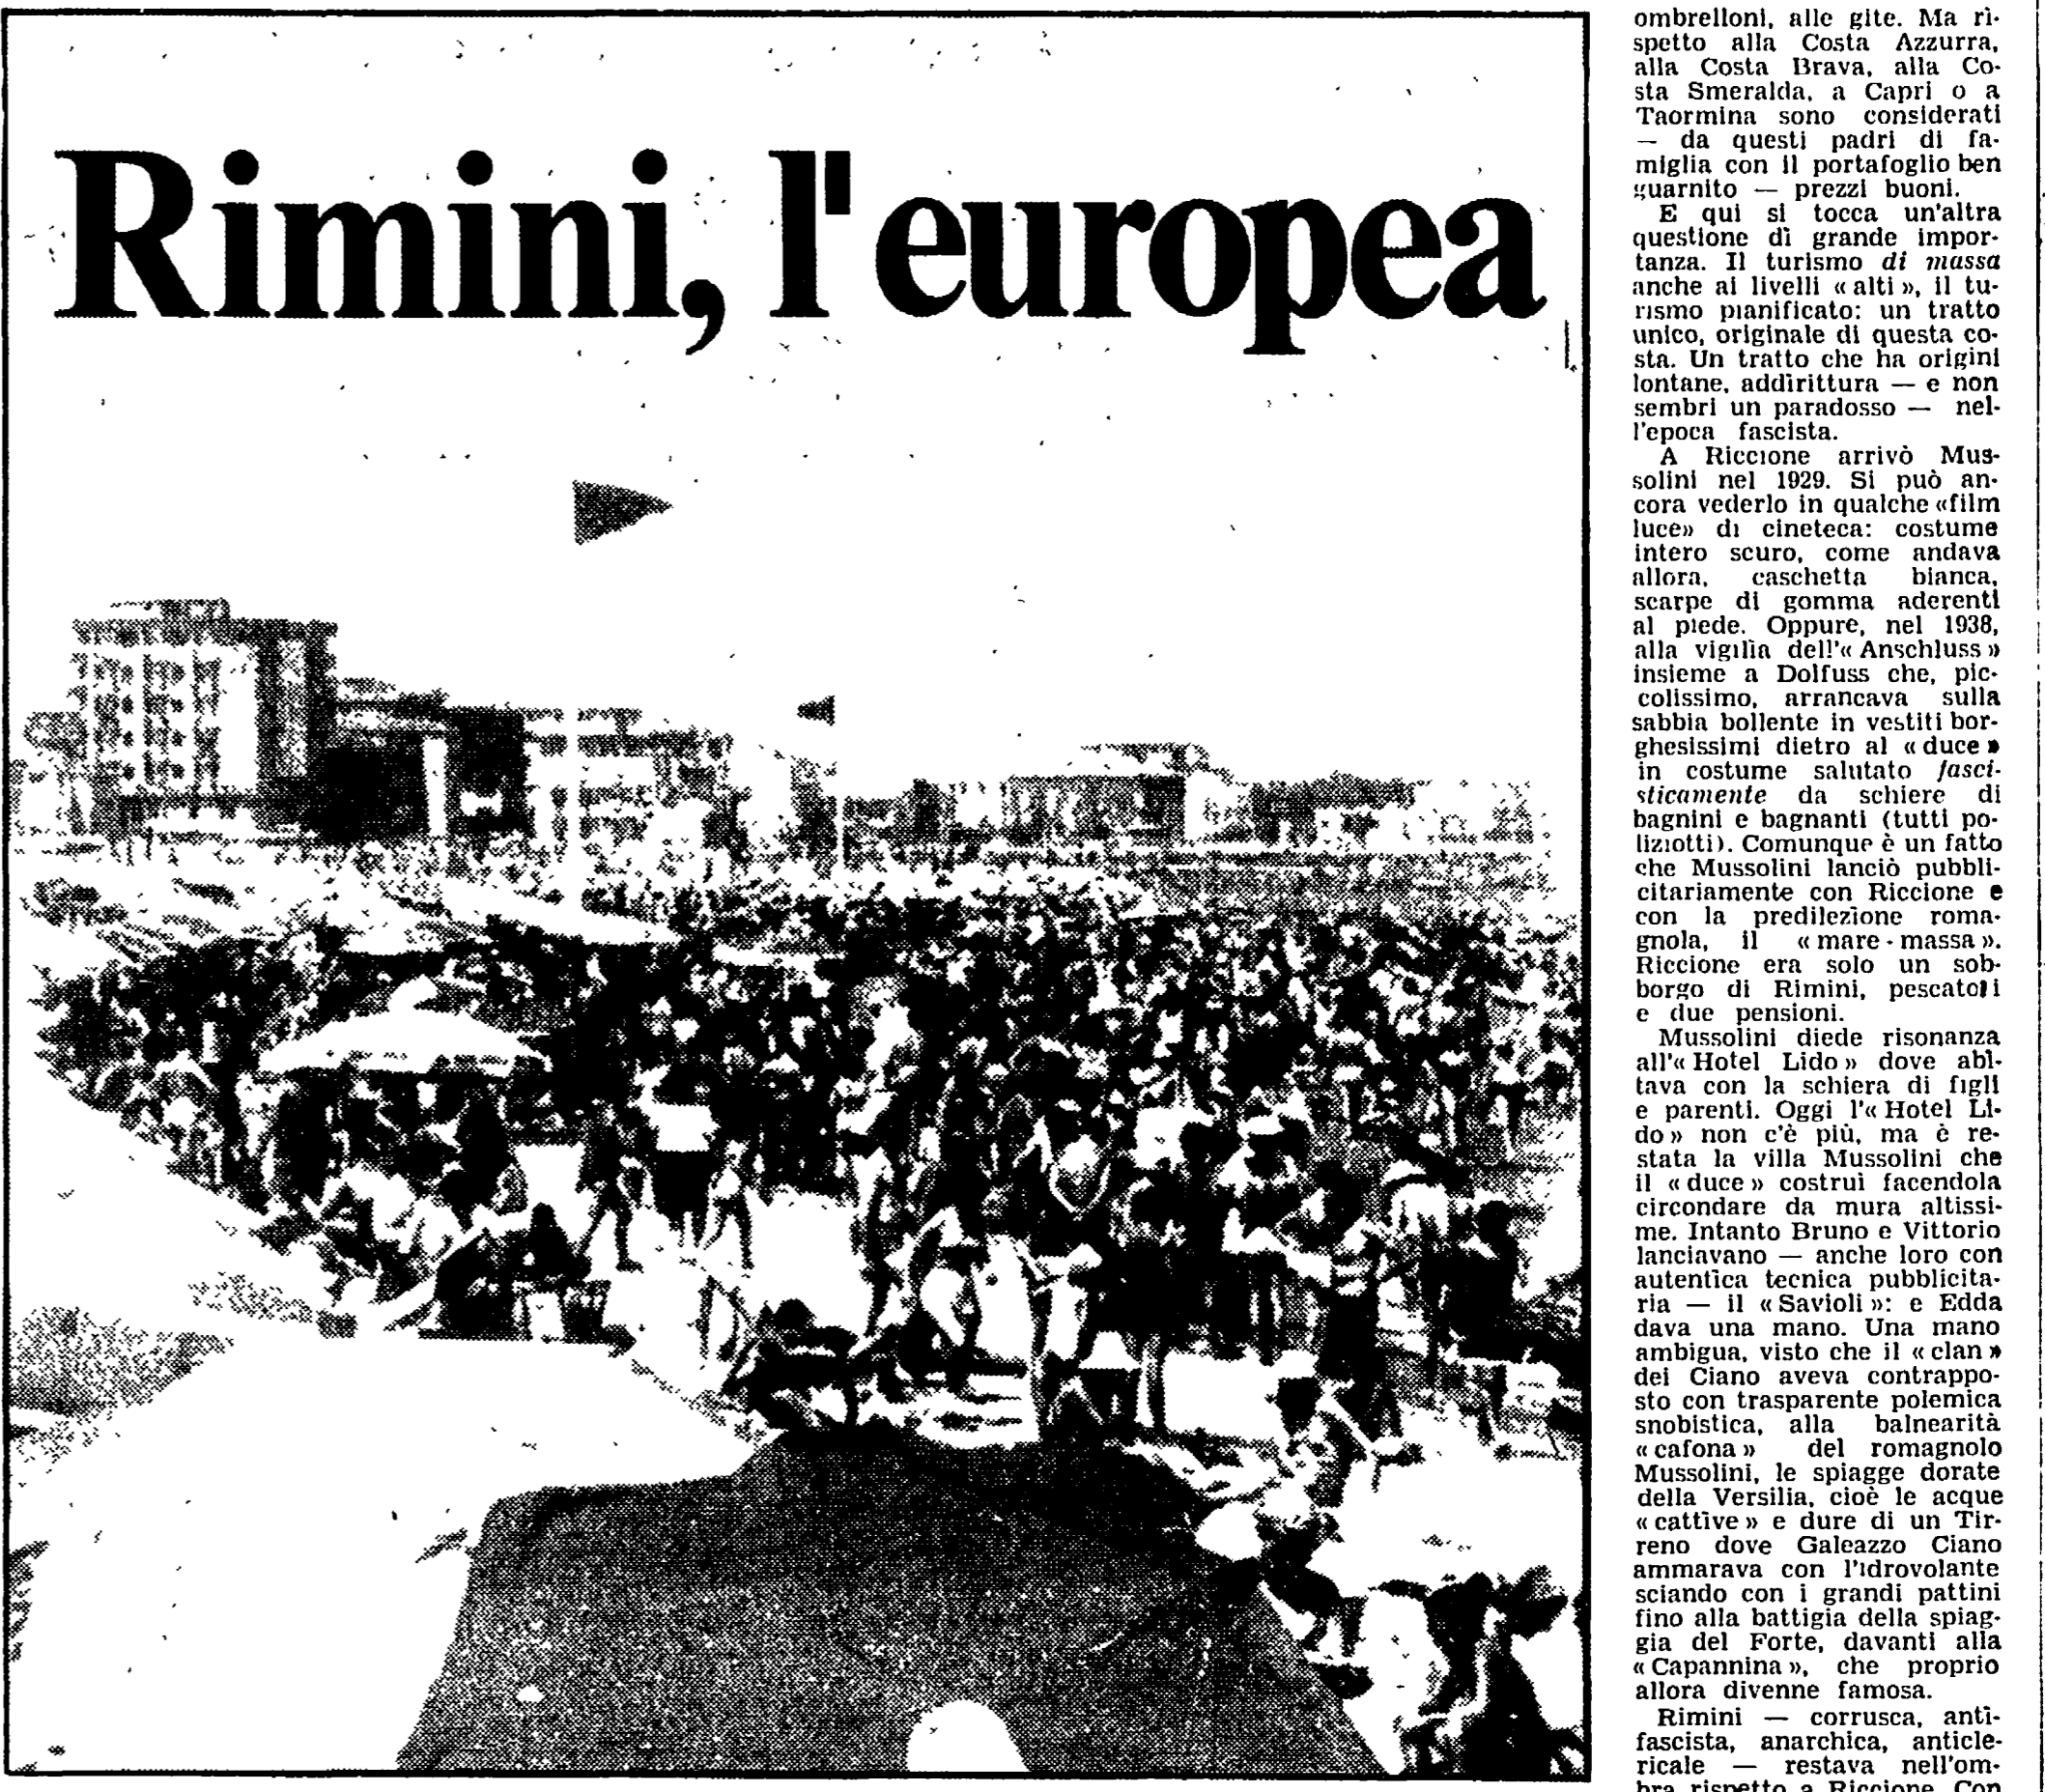 Rimini, l'europea
ombrelloni, alle gite. Ma ri-
spetto alla Costa Azzurra,
alla Costa Brava, alla Co-
sta Smeralda, a Capri o a
Taormina sono considerati
— da questi padri di fa-
miglia con il portafoglio ben
guarnito — prezzi buoni.
E qui si tocca un'altra
questione di grande impor-
tanza. Il turismo di massa
anche ai livelli « alti », il tu-
rismo pianificato: un tratto
unico, originale di questa co-
sta. Un tratto che ha origini
lontane, addirittura — e non
sembri un paradosso — nel-
l'epoca fascista.
A Riccione arrivò Mus-
solini nel 1929. Si può an-
cora vederlo in qualche «film
luce» di cineteca: costume
intero scuro, come andava
allora, caschetta bianca,
scarpe di gomma aderenti
al piede. Oppure, nel 1938,
alla vigilia dell'« Anschluss »
insieme a Dolfuss che, pic-
colissimo, arrancava sulla
sabbia bollente in vestiti bor-
ghesissimi dietro al « duce »
in costume salutato fasci-
sticamente da schiere di
bagnini e bagnanti (tutti po-
liziotti). Comunque è un fatto
che Mussolini lanciò pubbli-
citariamente con Riccione e
con la predilezione roma-
gnola, il « mare - massa ».
Riccione era solo un sob-
borgo di Rimini, pescatori
e due pensioni.
Mussolini diede risonanza
all'« Hotel Lido » dove abi-
tava con la schiera di figli
e parenti. Oggi l'« Hotel Li-
do » non c'è più, ma è re-
stata la villa Mussolini che
il « duce » costruì facendola
circondare da mura altissi-
me. Intanto Bruno e Vittorio
lanciavano — anche loro con
autentica tecnica pubblicita-
ria — il « Savioli »: e Edda
dava una mano. Una mano
ambigua, visto che il « clan »
dei Ciano aveva contrappo-
sto con trasparente polemica
snobistica, alla balnearità
« cafona » del romagnolo
Mussolini, le spiagge dorate
della Versilia, cioè le acque
« cattive » e dure di un Tir-
reno dove Galeazzo Ciano
ammarava con l'idrovolante
sciando con i grandi pattini
fino alla battigia della spiag-
gia del Forte, davanti alla
« Capannina », che proprio
allora divenne famosa.
Rimini — corrusca, anti-
fascista, anarchica, anticle-
ricale — restava nell'om-
bra rispetto a Riccione. Con